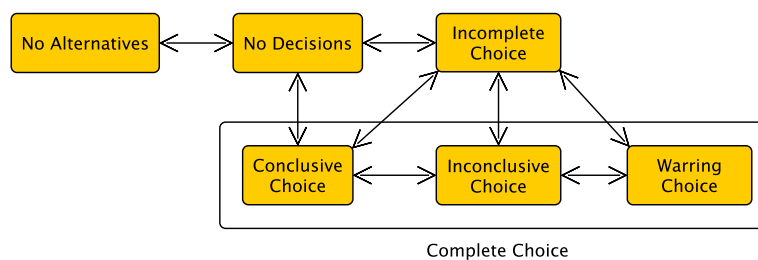 No Alternatives
No Decisions
Incomplete
Choice
Conclusive
Choice
Inconclusive
Choice
Warring
Choice
Complete Choice